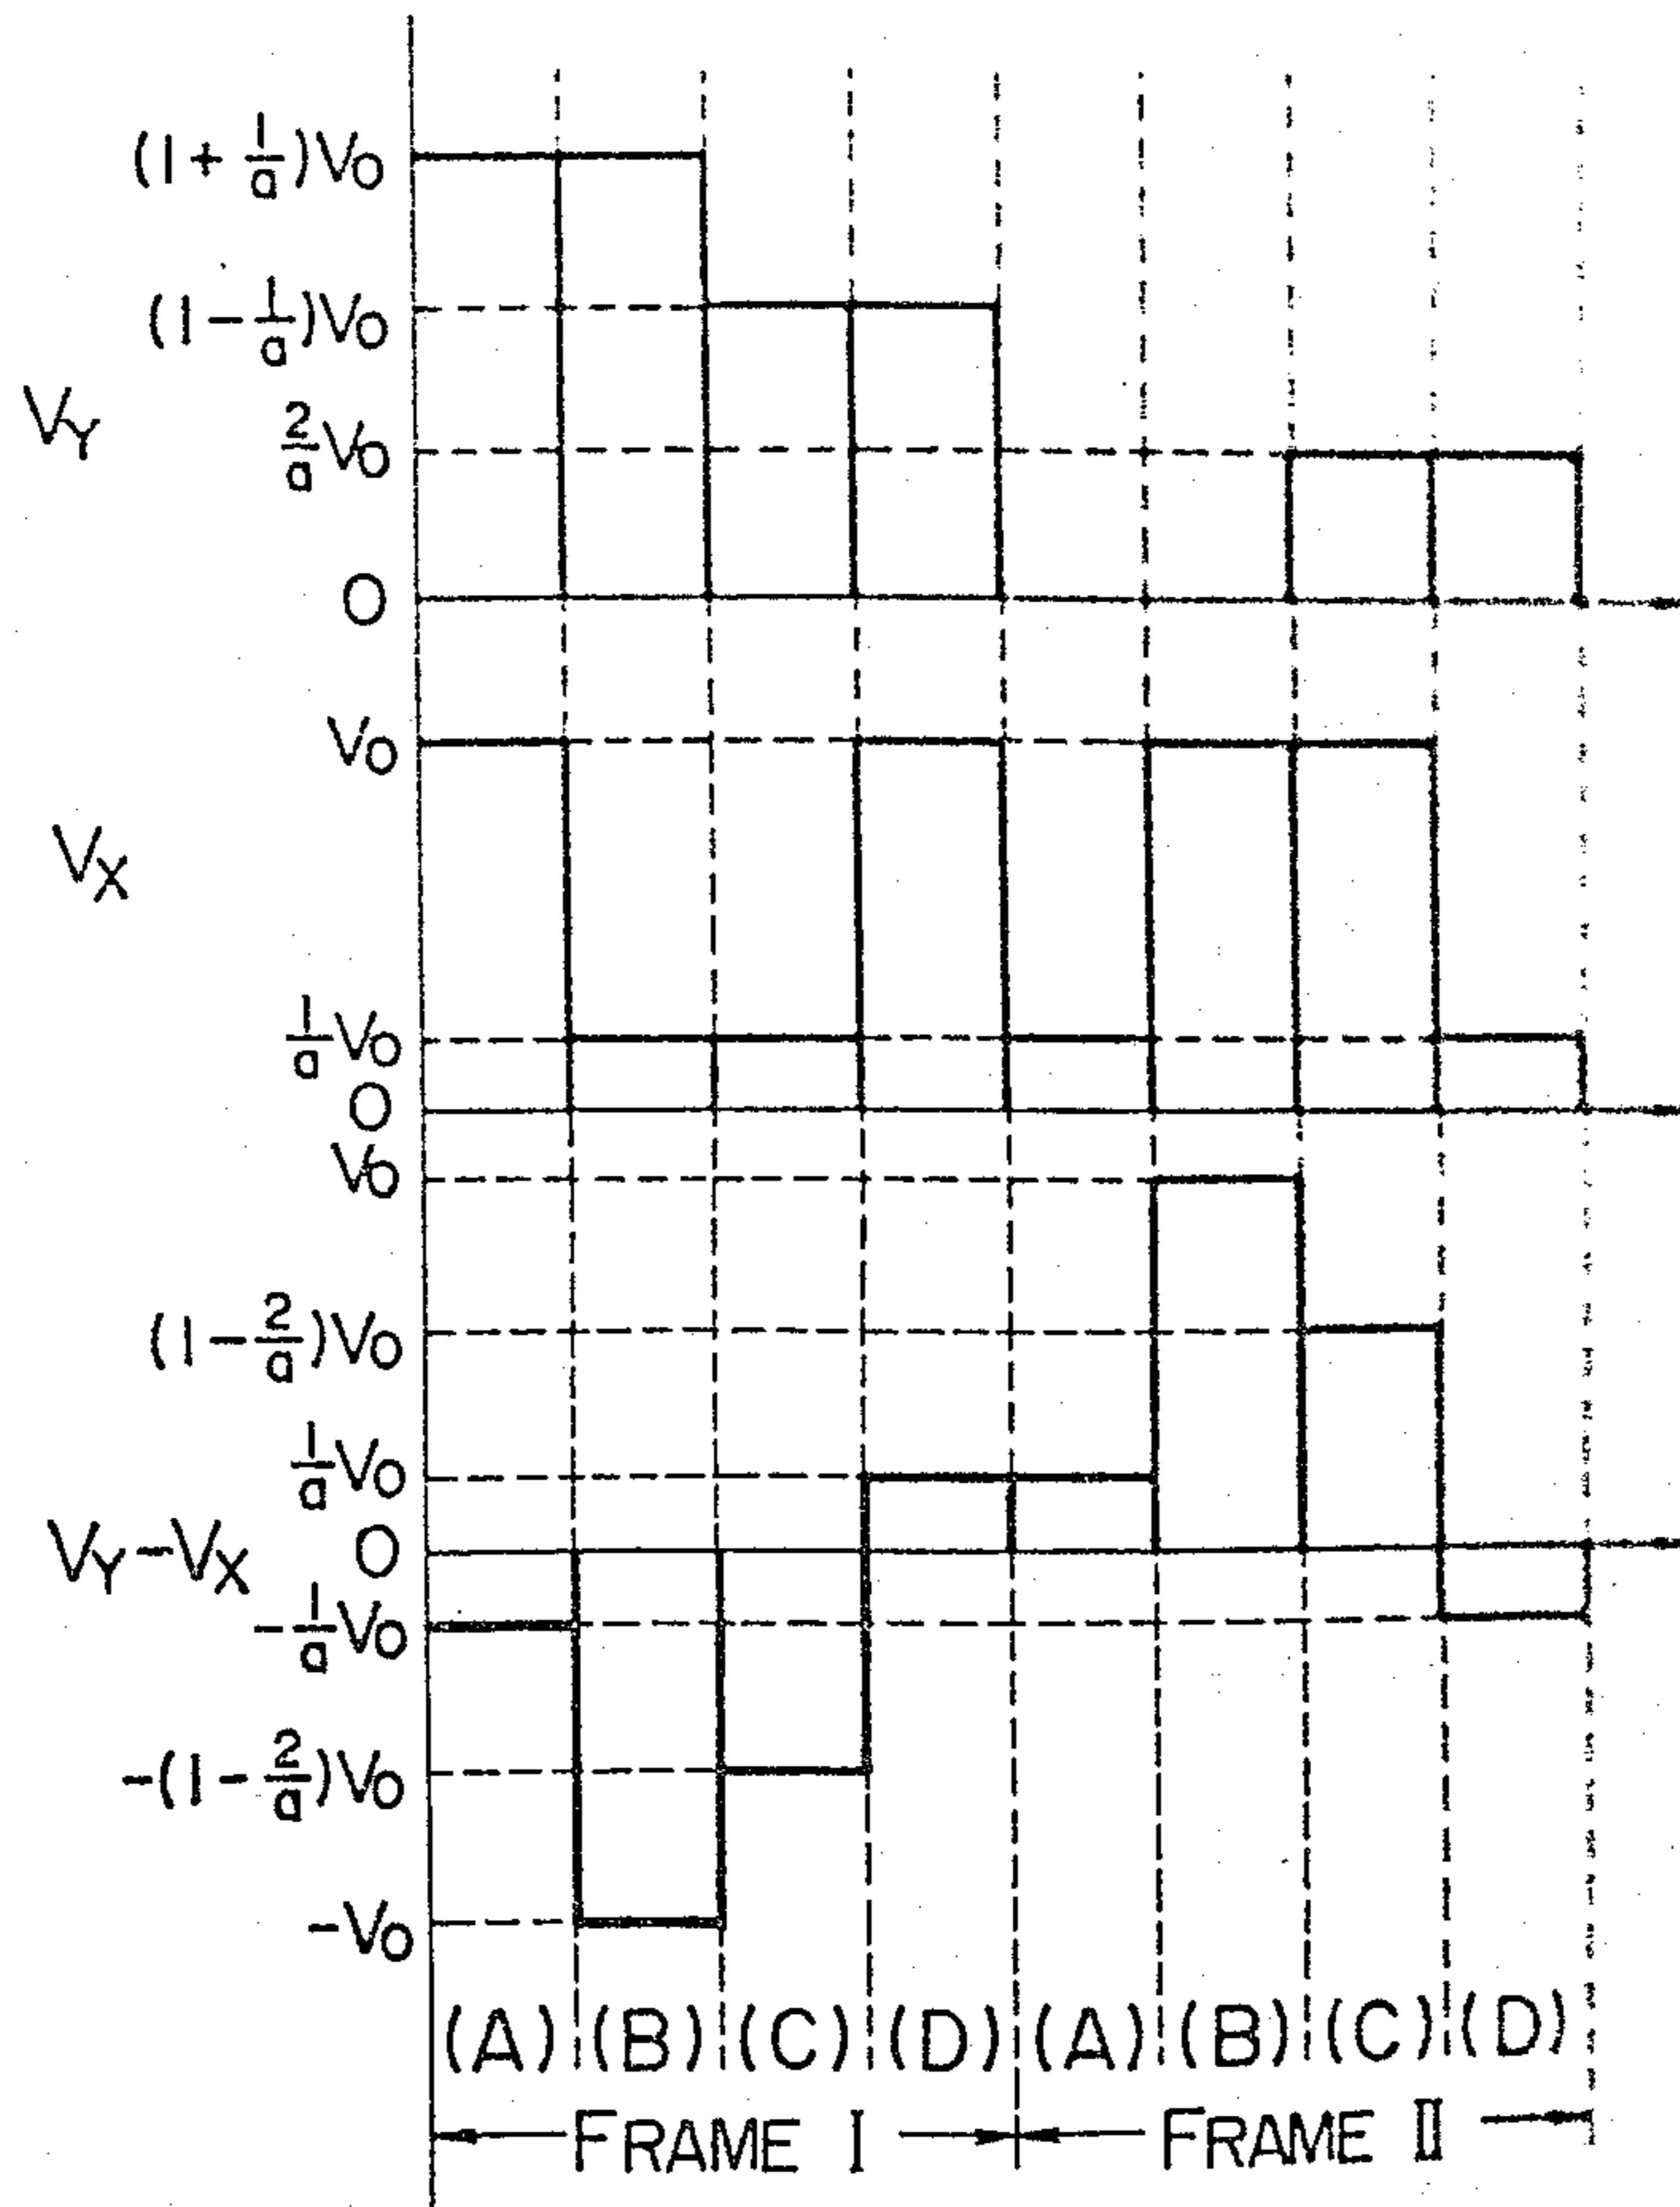 (1+1/a)V0
(1-1/a)V0
VY
2/a V0
0
V0
VX
1/a V0
0
V0
(1-2/a)V0
1/a V0
VY-VX
0
-1/a V0
-(1-2/a)V0
-V0
(A) (B) (C) (D) (A) (B) (C) (D)
FRAME I FRAME II